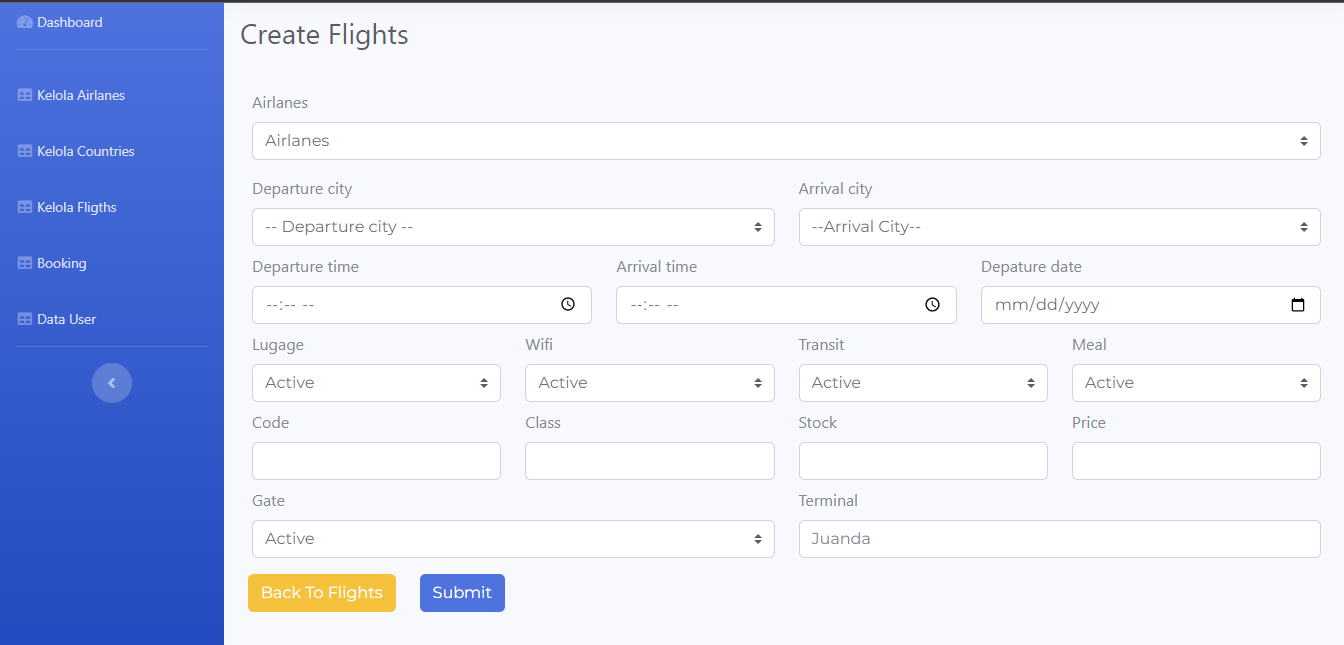 Dashboard
Kelola Airlanes
Kelola Countries
Kelola Fligths
Booking
Data User
Create Flights
Airlanes
Airlanes
Departure city Arrival city
-- Departure city -- --Arrival City--
Departure time Arrival time Depature date
--:-- -- --:-- -- mm/dd/yyyy
Lugage Wifi Transit Meal
Active Active Active Active
Code Class Stock Price
Gate Terminal
Active Juanda
Back To Flights Submit